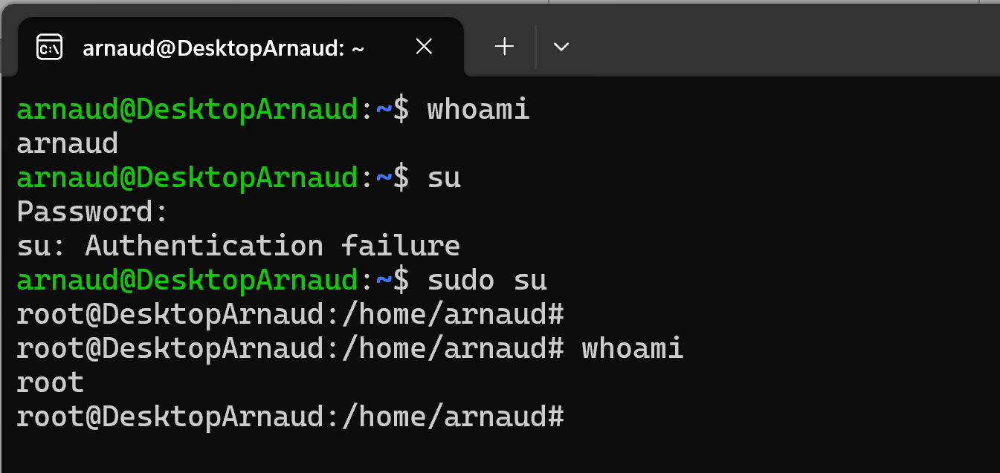 C:\ arnaud@DesktopArnaud: ~
arnaud@DesktopArnaud:~$ whoami
arnaud
arnaud@DesktopArnaud:~$ su
Password:
su: Authentication failure
arnaud@DesktopArnaud:~$ sudo su
root@DesktopArnaud:/home/arnaud#
root@DesktopArnaud:/home/arnaud# whoami
root
root@DesktopArnaud:/home/arnaud#